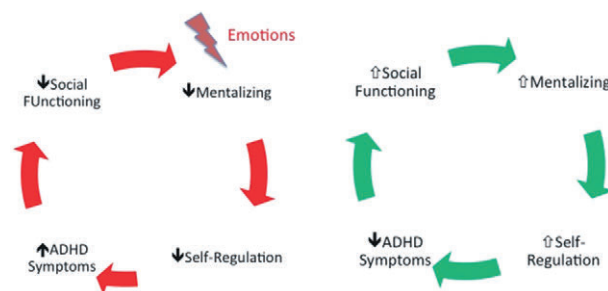 Emotions
🡻Social
FUnctioning
🡻Mentalizing
🡹ADHD
Symptoms
🡻Self-Regulation
⇧Social
Functioning
⇧Mentalizing
🡻ADHD
Symptoms
⇧Self-
Regulation